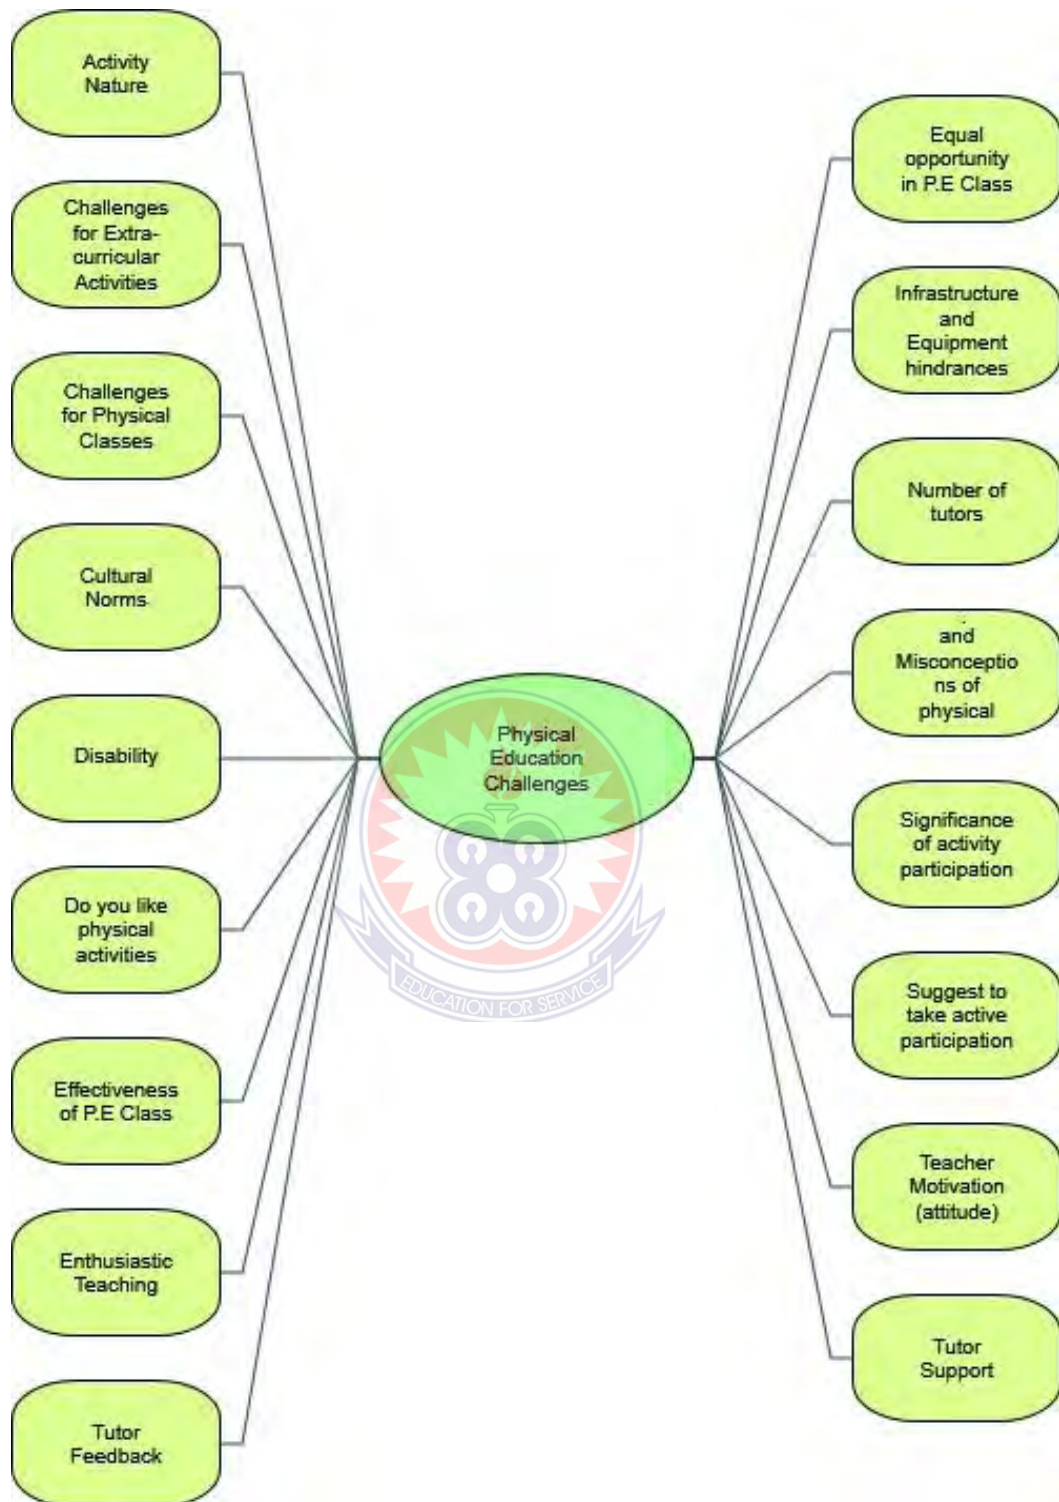 Activity
Nature
Challenges
for Extra-
curricular
Activities
Challenges
for Physical
Classes
Cultural
Norms
Disability
Do you like
physical
activities
Effectiveness
of P.E Class
Enthusiastic
Teaching
Tutor
Feedback
Physical
Education
Challenges
EDUCATION FOR SERVICE
Equal
opportunity
in P.E Class
Infrastructure
and
Equipment
hindrances
Number of
tutors
and
Misconceptio
ns of
physical
Significance
of activity
participation
Suggest to
take active
participation
Teacher
Motivation
(attitude)
Tutor
Support